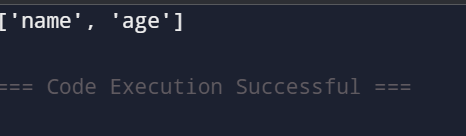 ['name', 'age']
=== Code Execution Successful ===